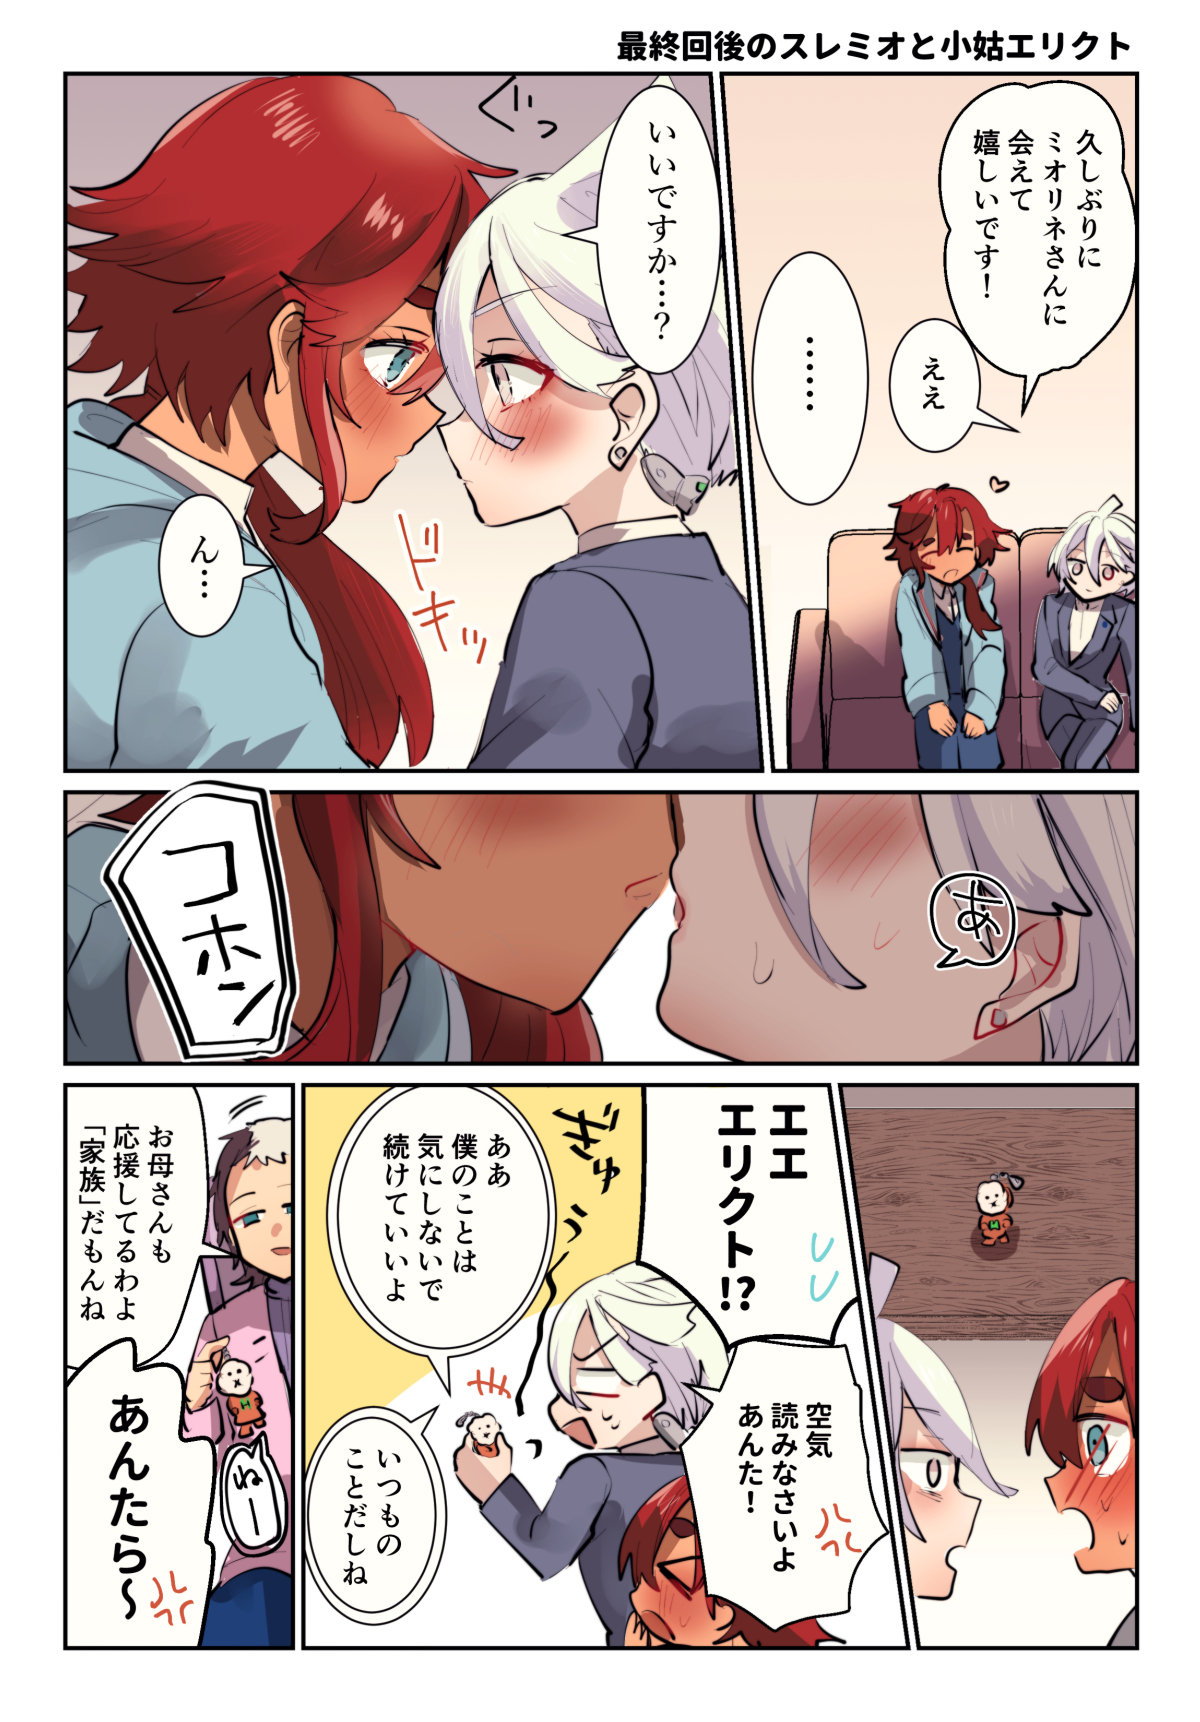 最終回後のスレミオと小姑エリクト
久しぶりに
ミオリネさんに
会えて
嬉しいです！
ええ
……
ぐいっ
いいですか…？
ん…
ドキッ
あ
コホン
エエ
エリクト!?
空気
読みなさいよ
あんた！
ぎゅうっ
ああ
僕のことは
気にしないで
続けていいよ
いつもの
ことだしね
お母さんも
応援してるわよ
「家族」だもんね
ねー
あんたら〜